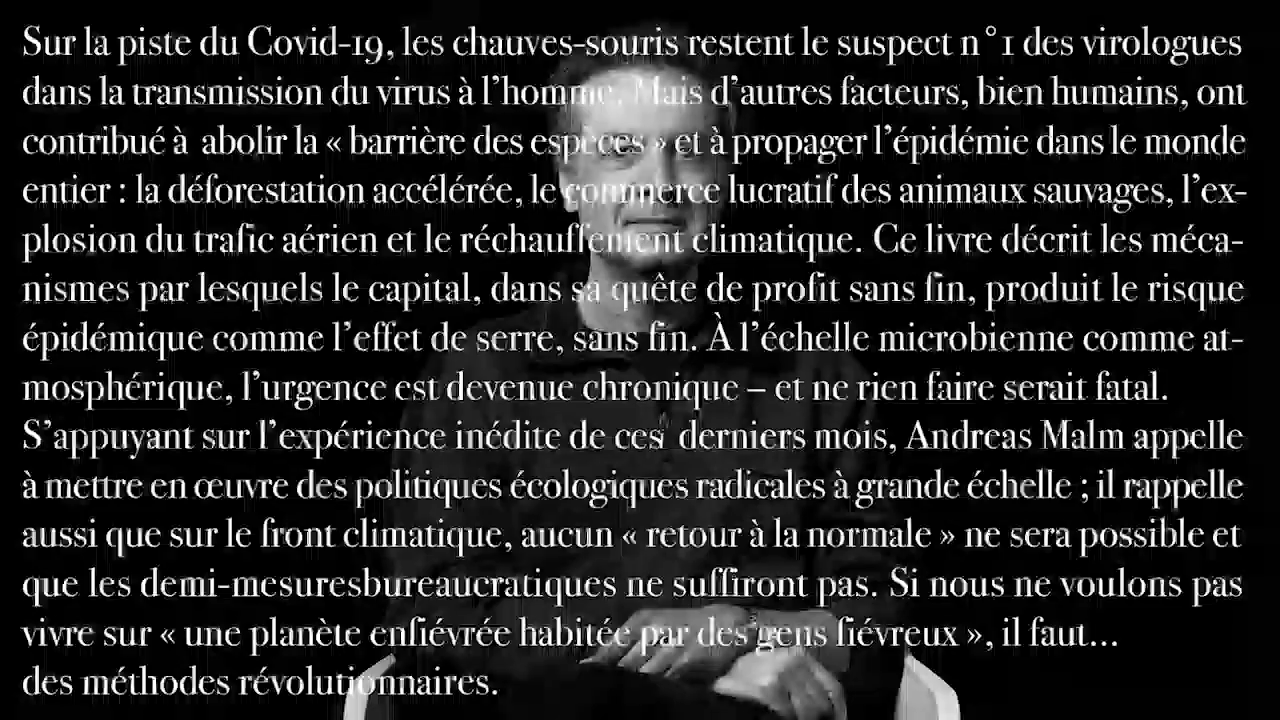 Sur la piste du Covid-19, les chauves-souris restent le suspect n°1 des virologues
dans la transmission du virus à l'homme. Mais d'autres facteurs, bien humains, ont
contribué à abolir la « barrière des espèces » et à propager l'épidémie dans le monde
entier : la déforestation accélérée, le commerce lucratif des animaux sauvages, l'ex-
plosion du trafic aérien et le réchauffement climatique. Ce livre décrit les méca-
nismes par lesquels le capital, dans sa quête de profit sans fin, produit le risque
épidémique comme l'effet de serre, sans fin. À l'échelle microbienne comme at-
mosphérique, l'urgence est devenue chronique – et ne rien faire serait fatal.
S'appuyant sur l'expérience inédite de ces derniers mois, Andreas Malm appelle
à mettre en œuvre des politiques écologiques radicales à grande échelle ; il rappelle
aussi que sur le front climatique, aucun « retour à la normale » ne sera possible et
que les demi-mesuresbureaucratiques ne suffiront pas. Si nous ne voulons pas
vivre sur « une planète enfiévrée habitée par des gens fiévreux », il faut...
des méthodes révolutionnaires.